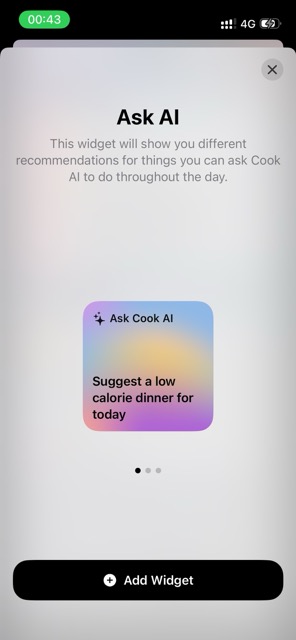 00:43
4G
Ask AI
This widget will show you different
recommendations for things you can ask Cook
AI to do throughout the day.
Ask Cook AI
Suggest a low
calorie dinner for
today
Add Widget